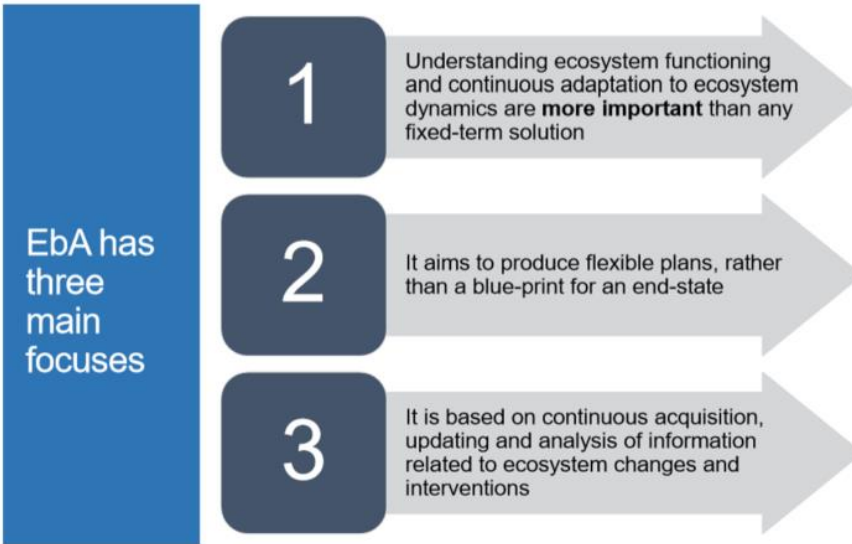 EbA has
three
main
focuses
1
Understanding ecosystem functioning
and continuous adaptation to ecosystem
dynamics are more important than any
fixed-term solution
2
It aims to produce flexible plans, rather
than a blue-print for an end-state
3
It is based on continuous acquisition,
updating and analysis of information
related to ecosystem changes and
interventions